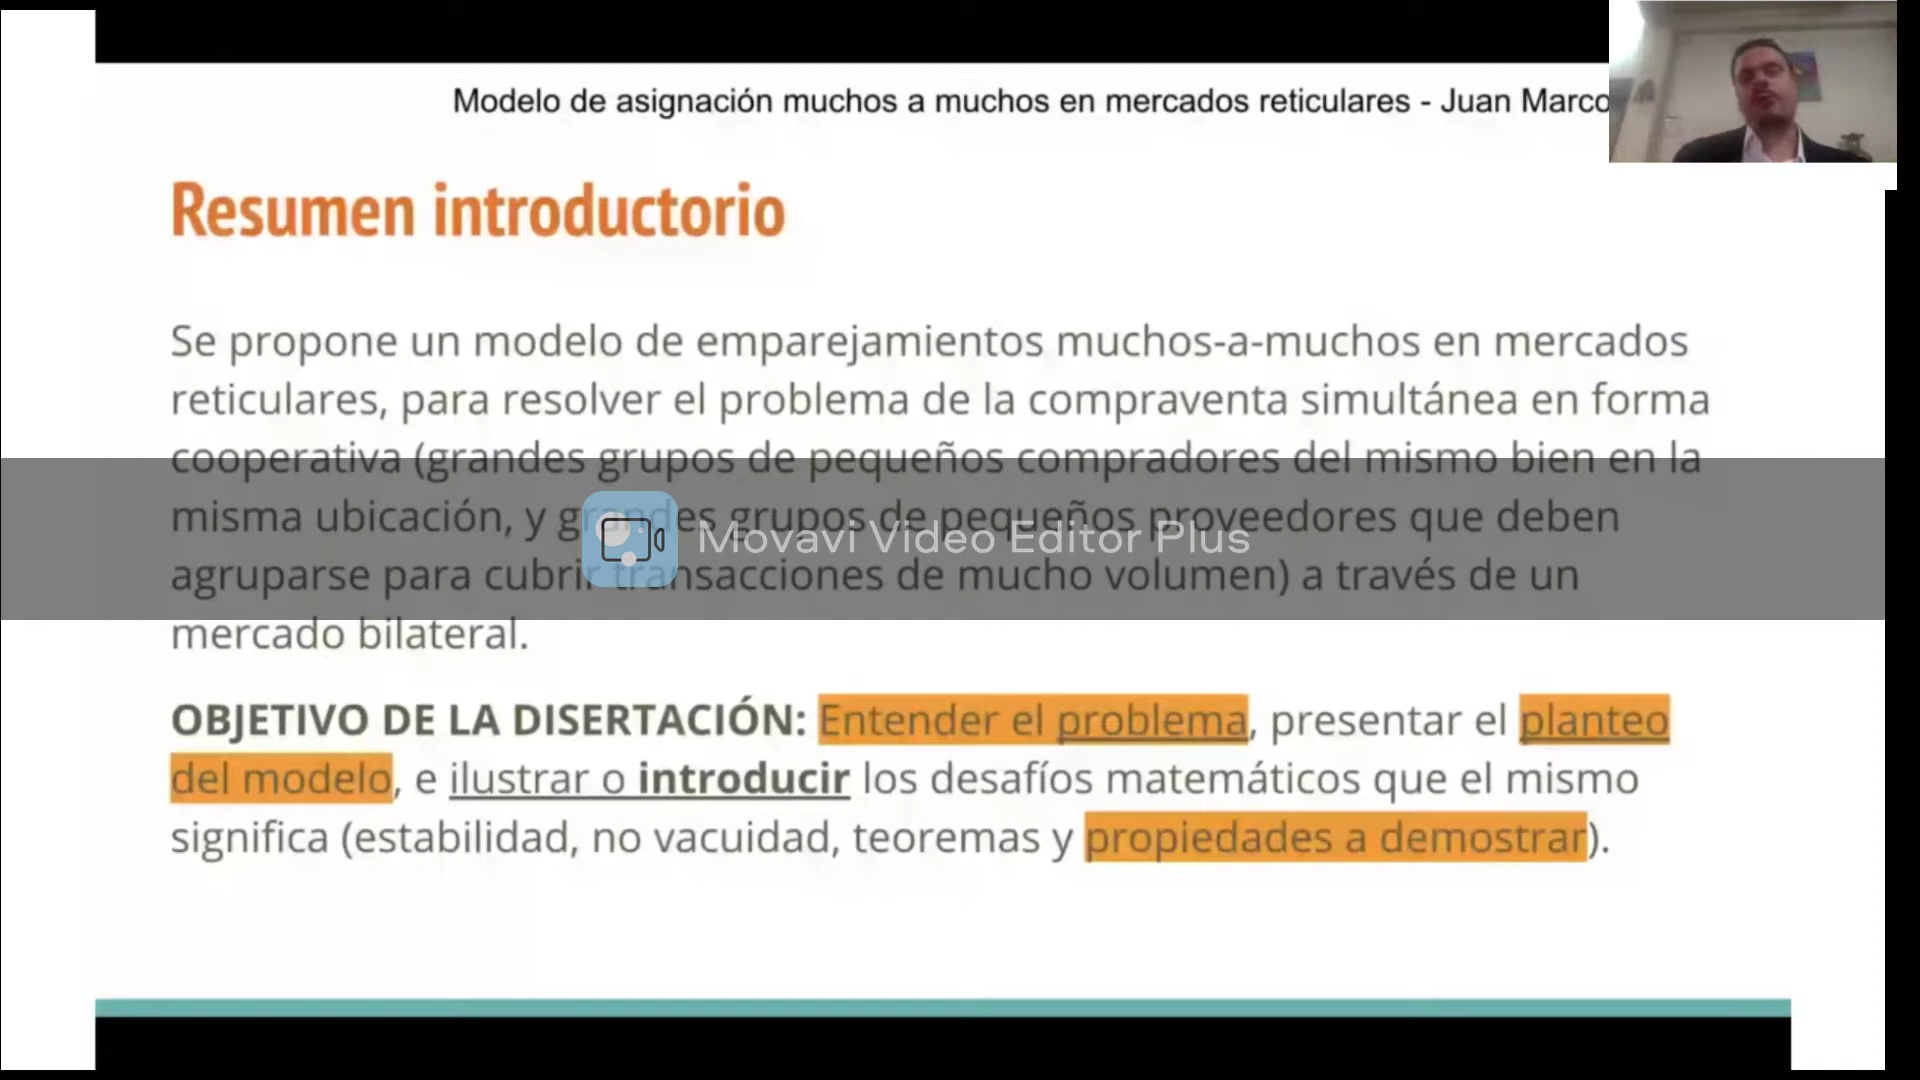 Modelo de asignación muchos a muchos en mercados reticulares - Juan Marco
Resumen introductorio
Se propone un modelo de emparejamientos muchos-a-muchos en mercados
reticulares, para resolver el problema de la compraventa simultánea en forma
cooperativa (grandes grupos de pequeños compradores del mismo bien en la
misma ubicación, y grandes grupos de pequeños proveedores que deben
Movavi Video Editor Plus
agruparse para cubrir transacciones de mucho volumen) a través de un
mercado bilateral.
OBJETIVO DE LA DISERTACIÓN: Entender el problema, presentar el planteo
del modelo, e ilustrar o introducir los desafíos matemáticos que el mismo
significa (estabilidad, no vacuidad, teoremas y propiedades a demostrar).